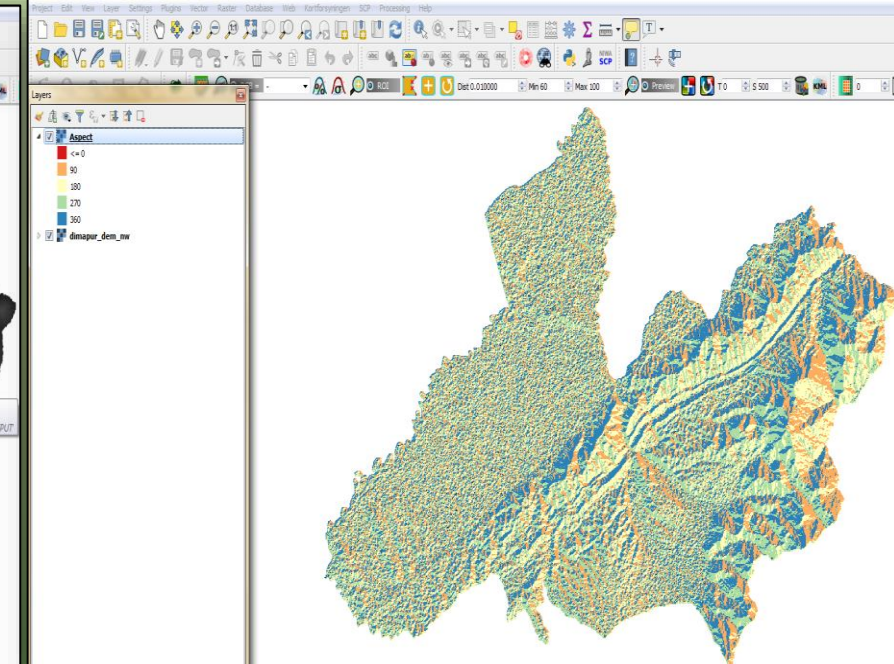 Project Edit View Layer Settings Plugins Vector Raster Database Web Kartforsyningen SCP Processing Help
SCP
ROI Dist 0.010000 Min 60 Max 100 Preview T 0 S 500 KML 0
Layers
Aspect
<= 0
90
180
270
360
dimapur_dem_nw
PUT